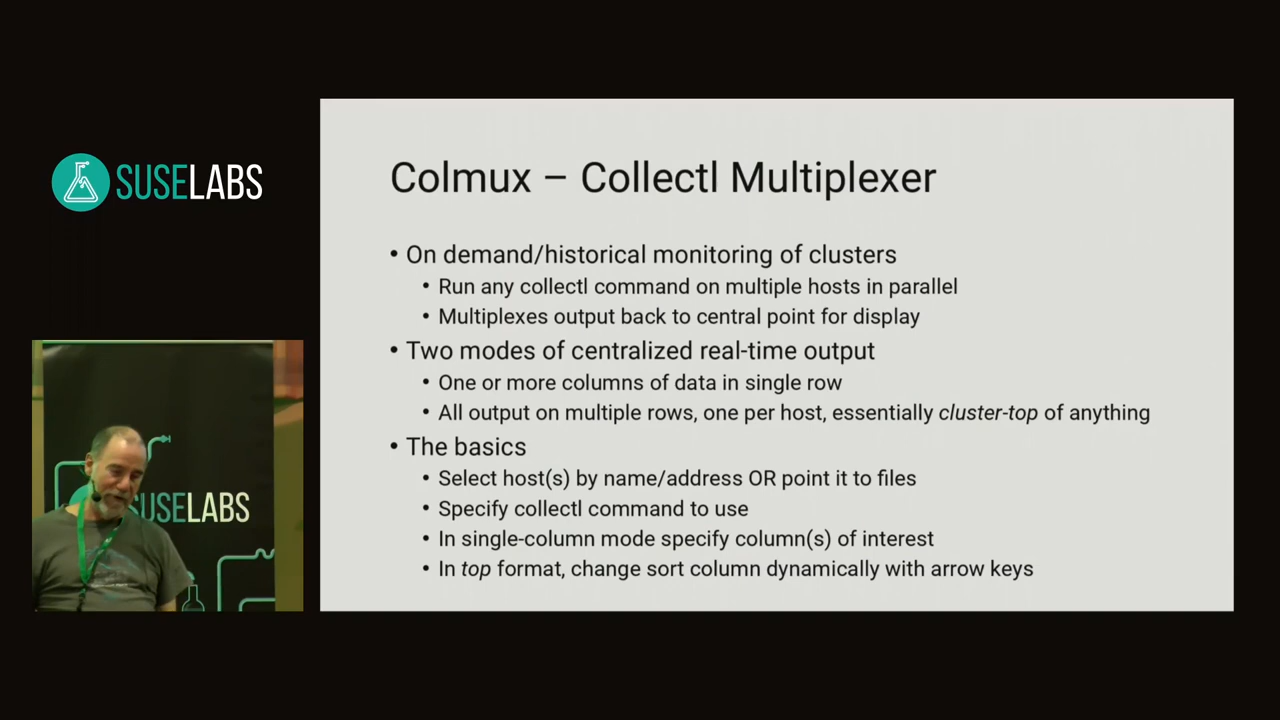 SUSELABS
Colmux – Collectl Multiplexer
• On demand/historical monitoring of clusters
• Run any collectl command on multiple hosts in parallel
• Multiplexes output back to central point for display
• Two modes of centralized real-time output
• One or more columns of data in single row
• All output on multiple rows, one per host, essentially cluster-top of anything
• The basics
• Select host(s) by name/address OR point it to files
• Specify collectl command to use
• In single-column mode specify column(s) of interest
• In top format, change sort column dynamically with arrow keys
SUSELABS